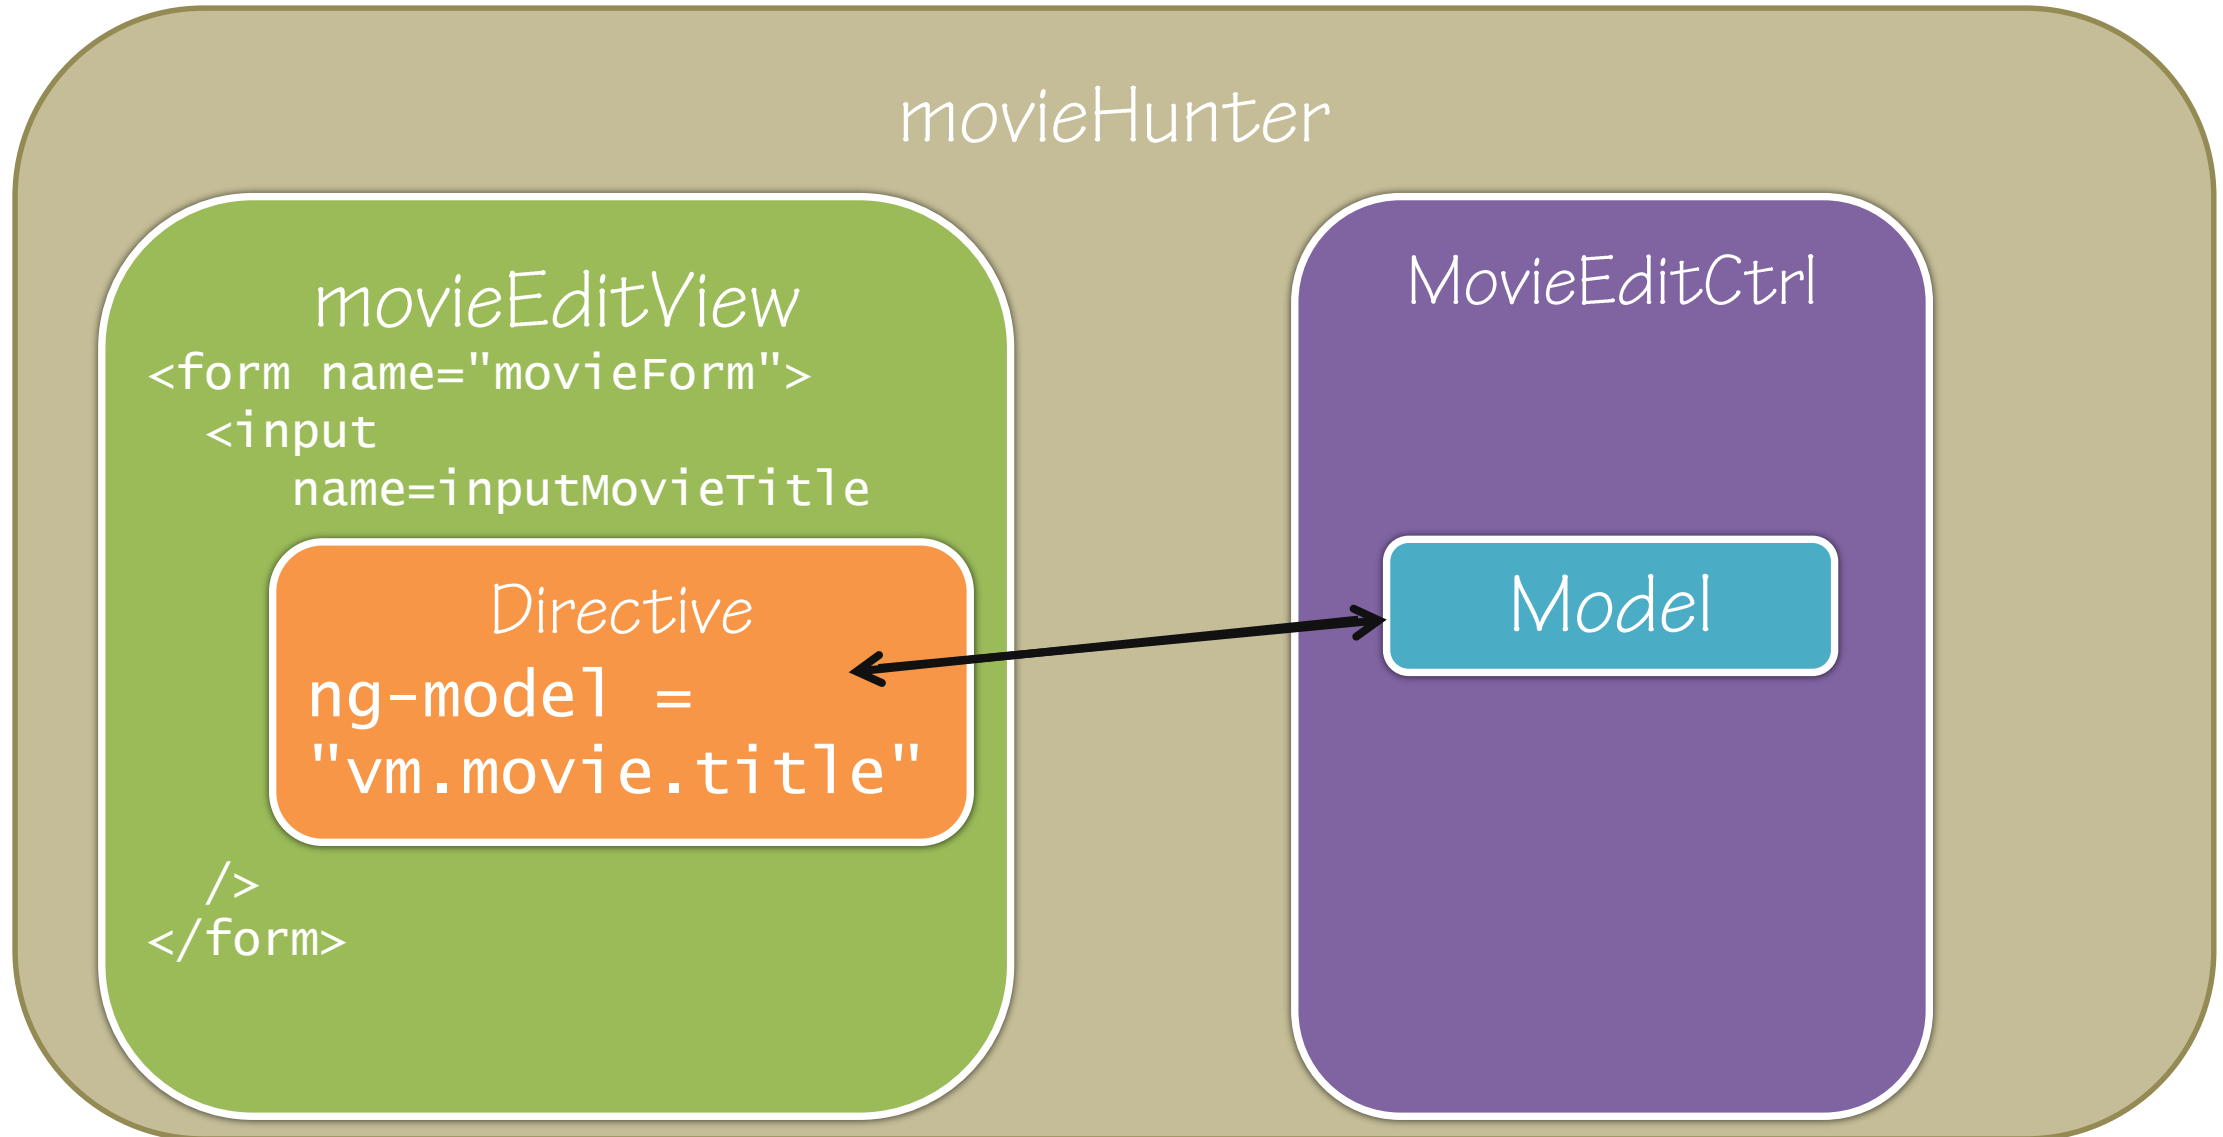 movieHunter
movieEditView
<form name="movieForm">
<input
name=inputMovieTitle
Directive
ng-model =
"vm.movie.title"
/>
</form>
MovieEditCtrl
Model